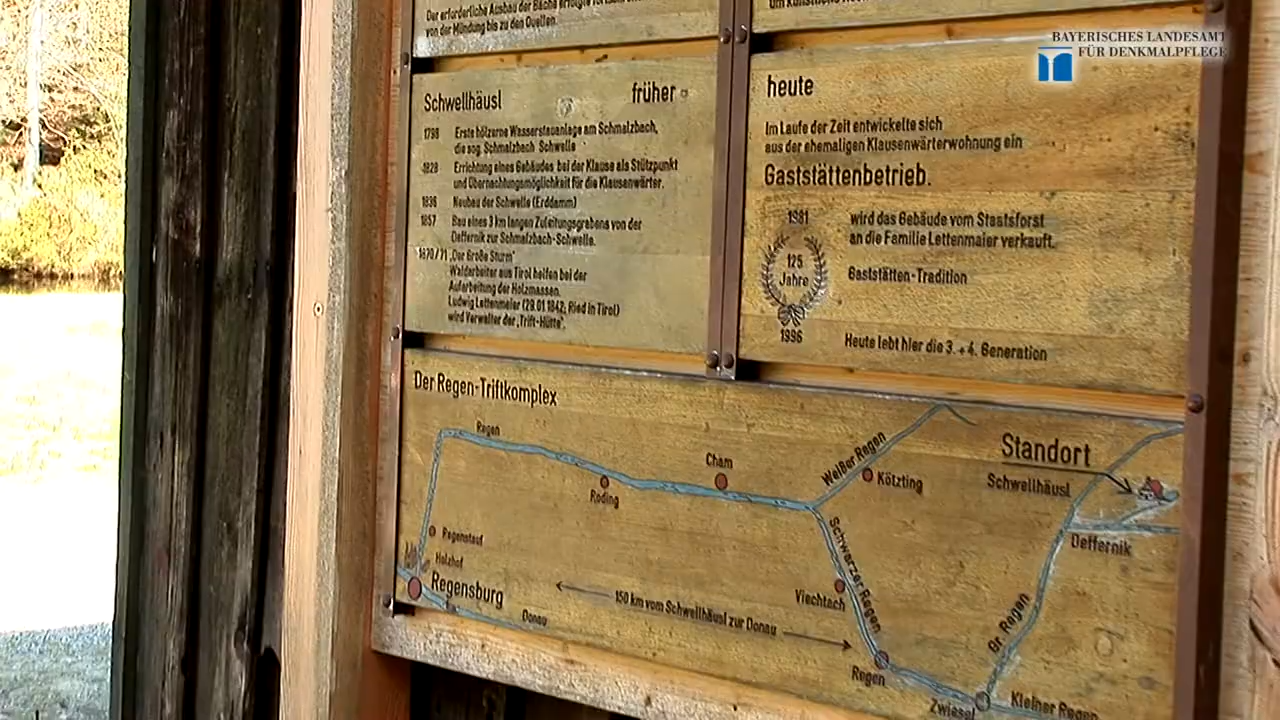 BAYERISCHES LANDESAMT
FÜR DENKMALPFLEGE
Der erforderliche Ausbau der Bäche erfolgte
von der Mündung bis zu den Quellen.
Schwellhäusl früher
1798 Erste hölzerne Wasserstauanlage am Schmalzbach,
die sog. Schmalzbach Schwelle
1828 Errichtung eines Gebäudes bei der Klause als Stützpunkt
und Übernachtungsmöglichkeit für die Klausenwärter.
1836 Neubau der Schwelle (Erddamm)
1857 Bau eines 3 km langen Zuleitungsgrabens von der
Deffernik zur Schmalzbach-Schwelle.
1870/71 „Der Große Sturm"
Waldarbeiter aus Tirol helfen bei der
Aufarbeitung der Holzmassen.
Ludwig Lettenmeier (29.01.1842, Ried in Tirol)
wird Verwalter der „Trift-Hütte".
heute
Im Laufe der Zeit entwickelte sich
aus der ehemaligen Klausenwärterwohnung ein
Gaststättenbetrieb.
1981 wird das Gebäude vom Staatsforst
an die Familie Lettenmaier verkauft.
125
Jahre
Gaststätten-Tradition
1996 Heute lebt hier die 3. + 4. Generation
Der Regen-Triftkomplex
Regen
Cham
Roding
Weißer Regen
Kötzting
Standort
Schwellhäusl
Deffernik
Regenstauf
Holzhof
Regensburg
Donau
150 km vom Schwellhäusl zur Donau
Schwarzer Regen
Viechtach
Regen
Gr. Regen
Zwiesel
Kleiner Regen